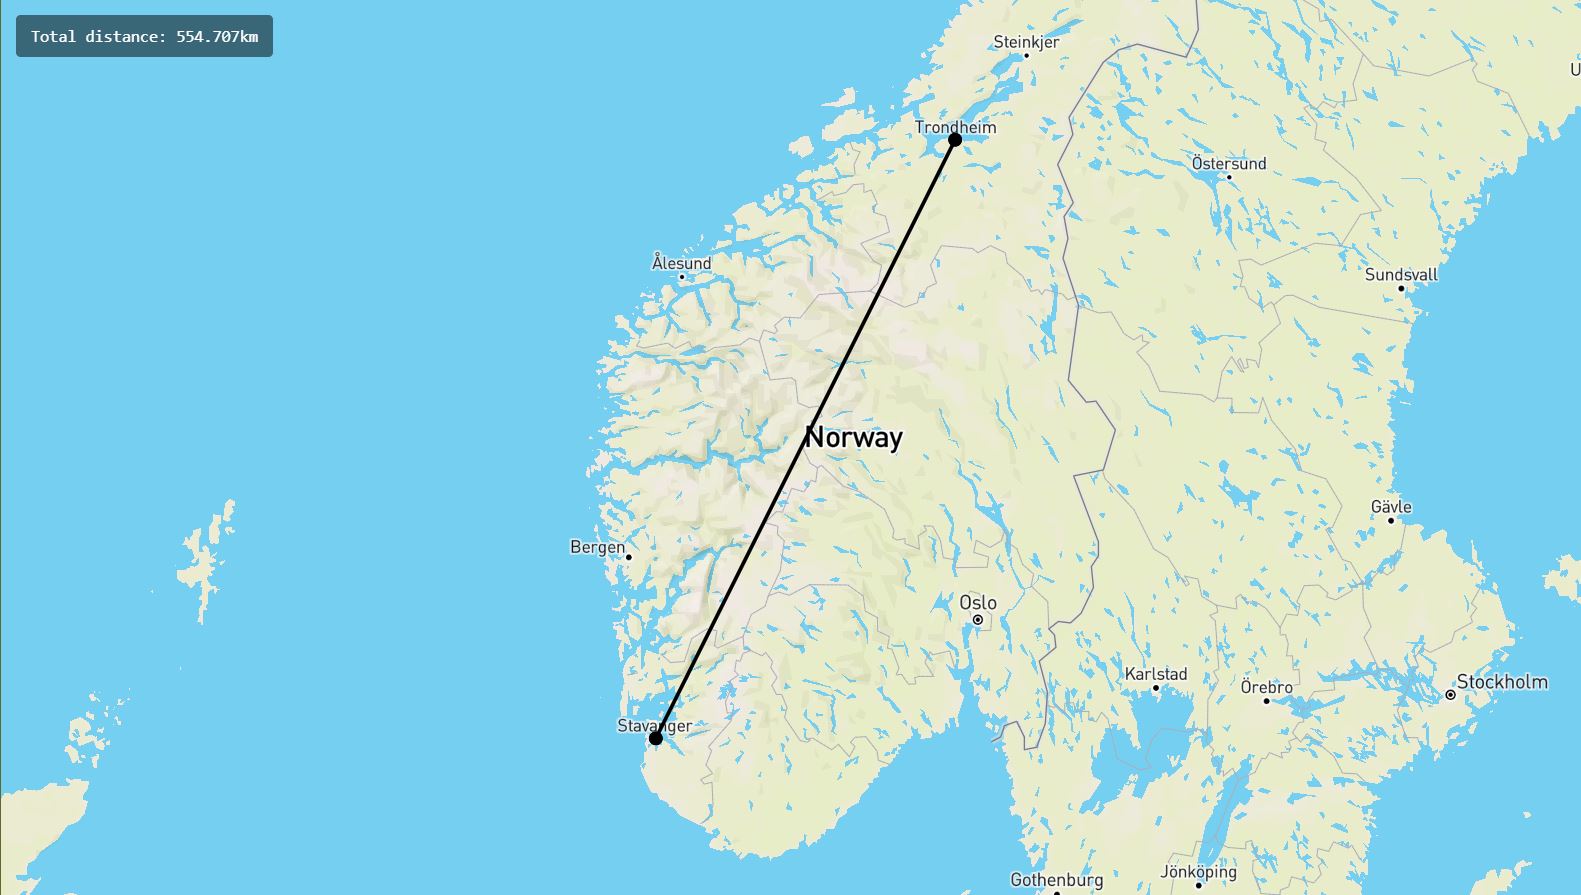 Total distance: 554.707km
Steinkjer
Trondheim
Östersund
Ålesund
Sundsvall
Norway
Gävle
Bergen
Oslo
Karlstad
Örebro
Stockholm
Stavanger
Jönköping
Gothenburg